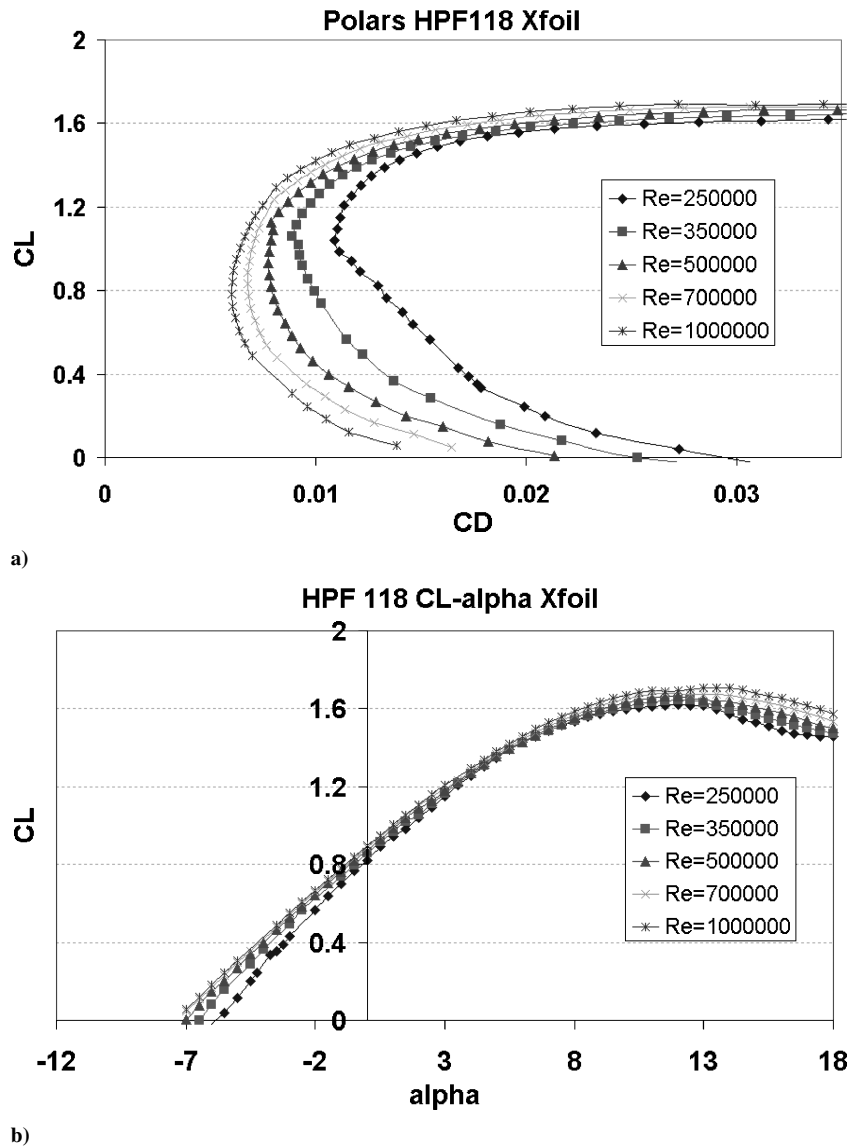 Polars HPF118 Xfoil
2
1.6
1.2
0.8
0.4
0
CL
0
0.01
0.02
0.03
CD
Re=250000
Re=350000
Re=500000
Re=700000
Re=1000000
a)
HPF 118 CL-alpha Xfoil
2
1.6
1.2
0.8
0.4
0
CL
-12
-7
-2
3
8
13
18
alpha
Re=250000
Re=350000
Re=500000
Re=700000
Re=1000000
b)